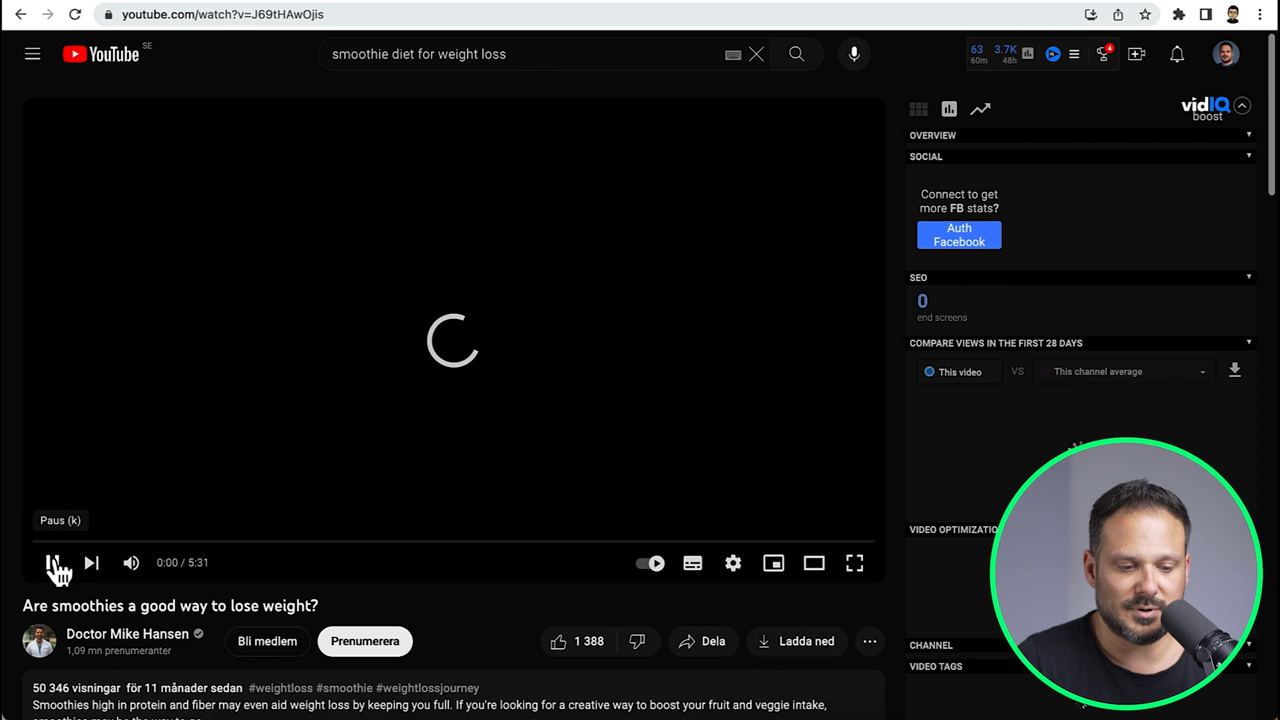 youtube.com/watch?v=J69tHAwOjis
YouTube SE
smoothie diet for weight loss
63 3.7K
60m 48h
4
vidIQ
boost
OVERVIEW
SOCIAL
Connect to get
more FB stats?
Auth
Facebook
SEO
0
end screens
COMPARE VIEWS IN THE FIRST 28 DAYS
This video VS This channel average
Paus (k)
VIDEO OPTIMIZATIO
0:00 / 5:31
Are smoothies a good way to lose weight?
Doctor Mike Hansen
1,09 mn prenumeranter
Bli medlem
Prenumerera
1 388
Dela
Ladda ned
CHANNEL
VIDEO TAGS
50 346 visningar för 11 månader sedan #weightloss #smoothie #weightlossjourney
Smoothies high in protein and fiber may even aid weight loss by keeping you full. If you're looking for a creative way to boost your fruit and veggie intake,